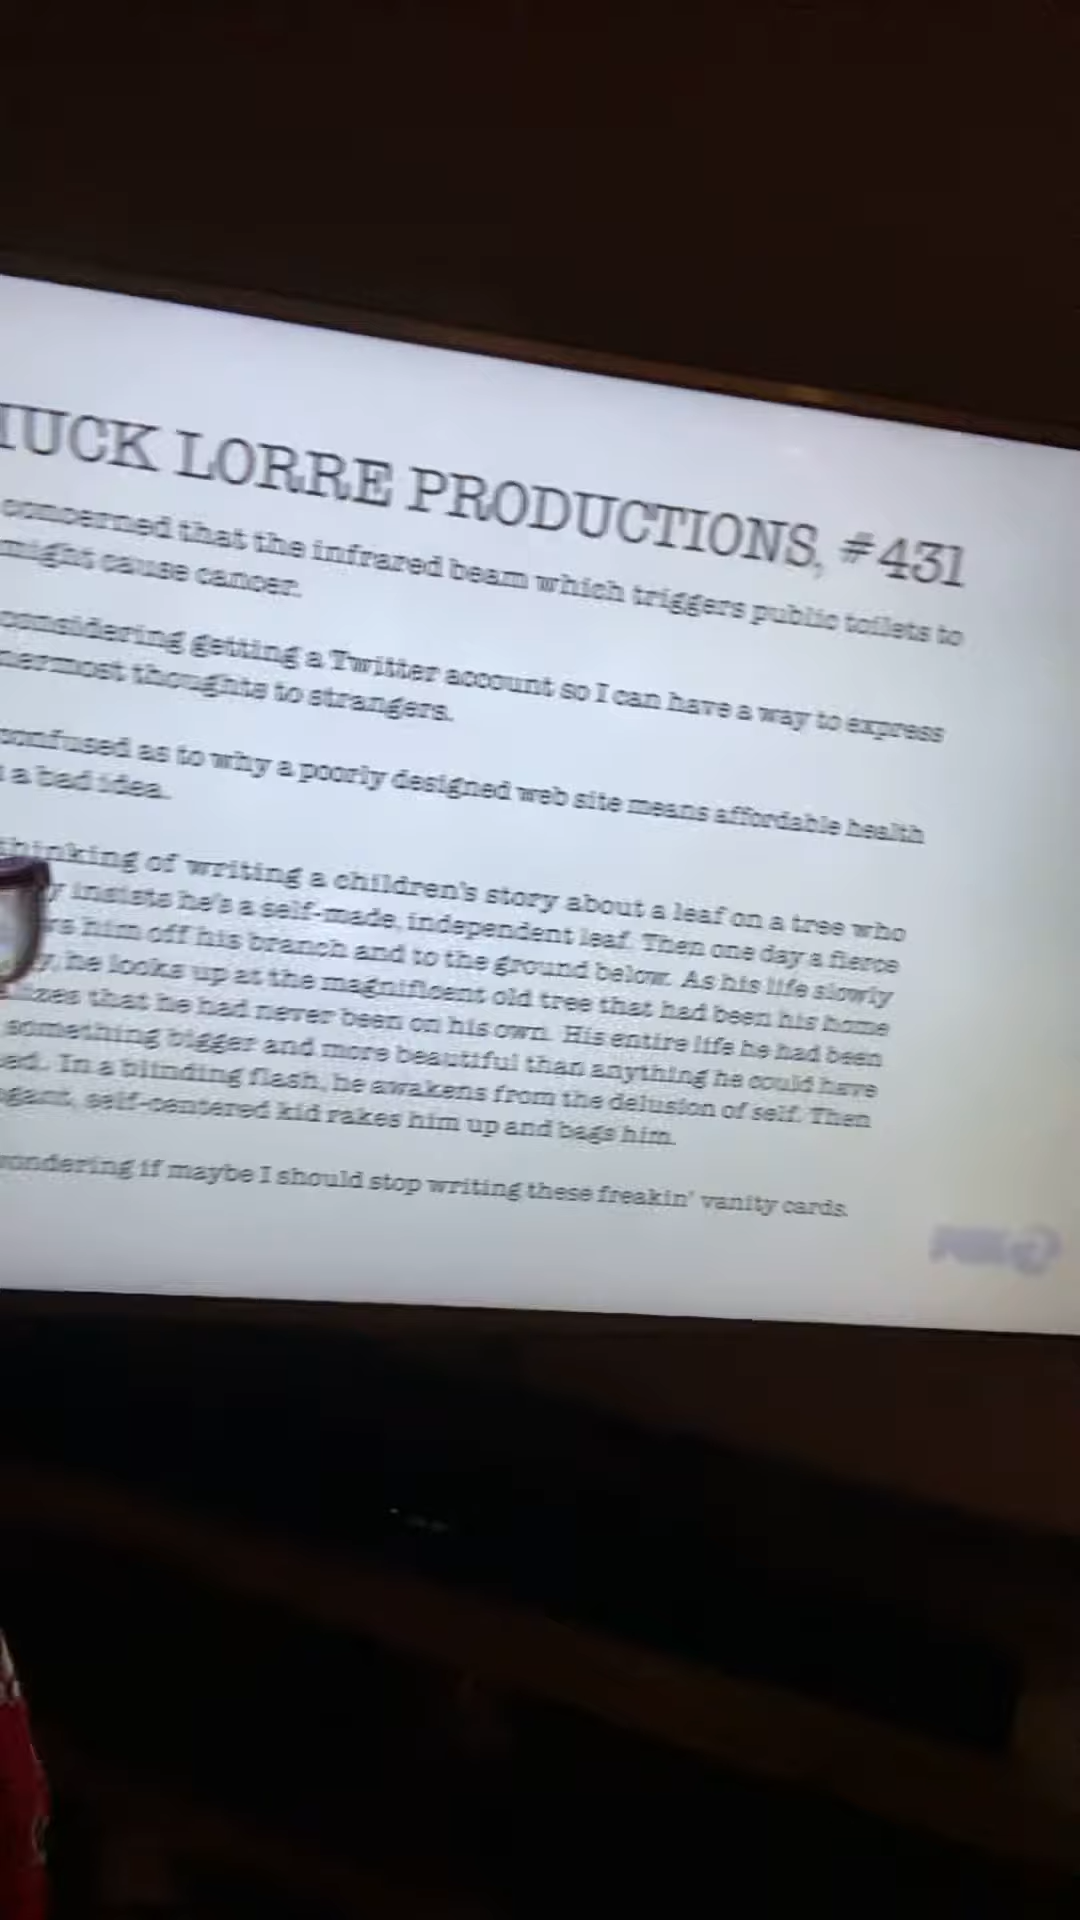 UCK LORRE PRODUCTIONS, #431
concerned that the infrared beam which triggers public toilets to
might cause cancer.
considering getting a Twitter account so I can have a way to express
nermost thoughts to strangers.
confused as to why a poorly designed web site means affordable health
a bad idea.
thinking of writing a children's story about a leaf on a tree who
y insists he's a self-made, independent leaf. Then one day a fierce
him off his branch and to the ground below. As his life slowly
he looks up at the magnificent old tree that had been his home
zes that he had never been on his own. His entire life he had been
something bigger and more beautiful than anything he could have
In a blinding flash, he awakens from the delusion of self. Then
gant, self-centered kid rakes him up and bags him.
wondering if maybe I should stop writing these freakin' vanity cards.